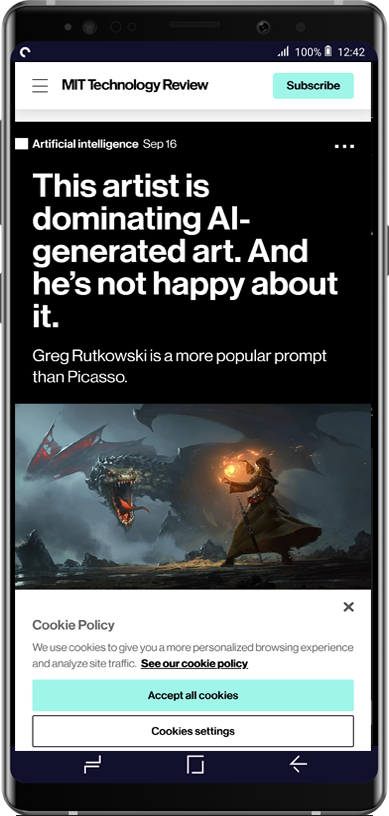 100% 12:42
MIT Technology Review Subscribe
Artificial intelligence Sep 16
This artist is
dominating AI-
generated art. And
he's not happy about
it.
Greg Rutkowski is a more popular prompt
than Picasso.
Cookie Policy
We use cookies to give you a more personalized browsing experience
and analyze site traffic. See our cookie policy
Accept all cookies
Cookies settings